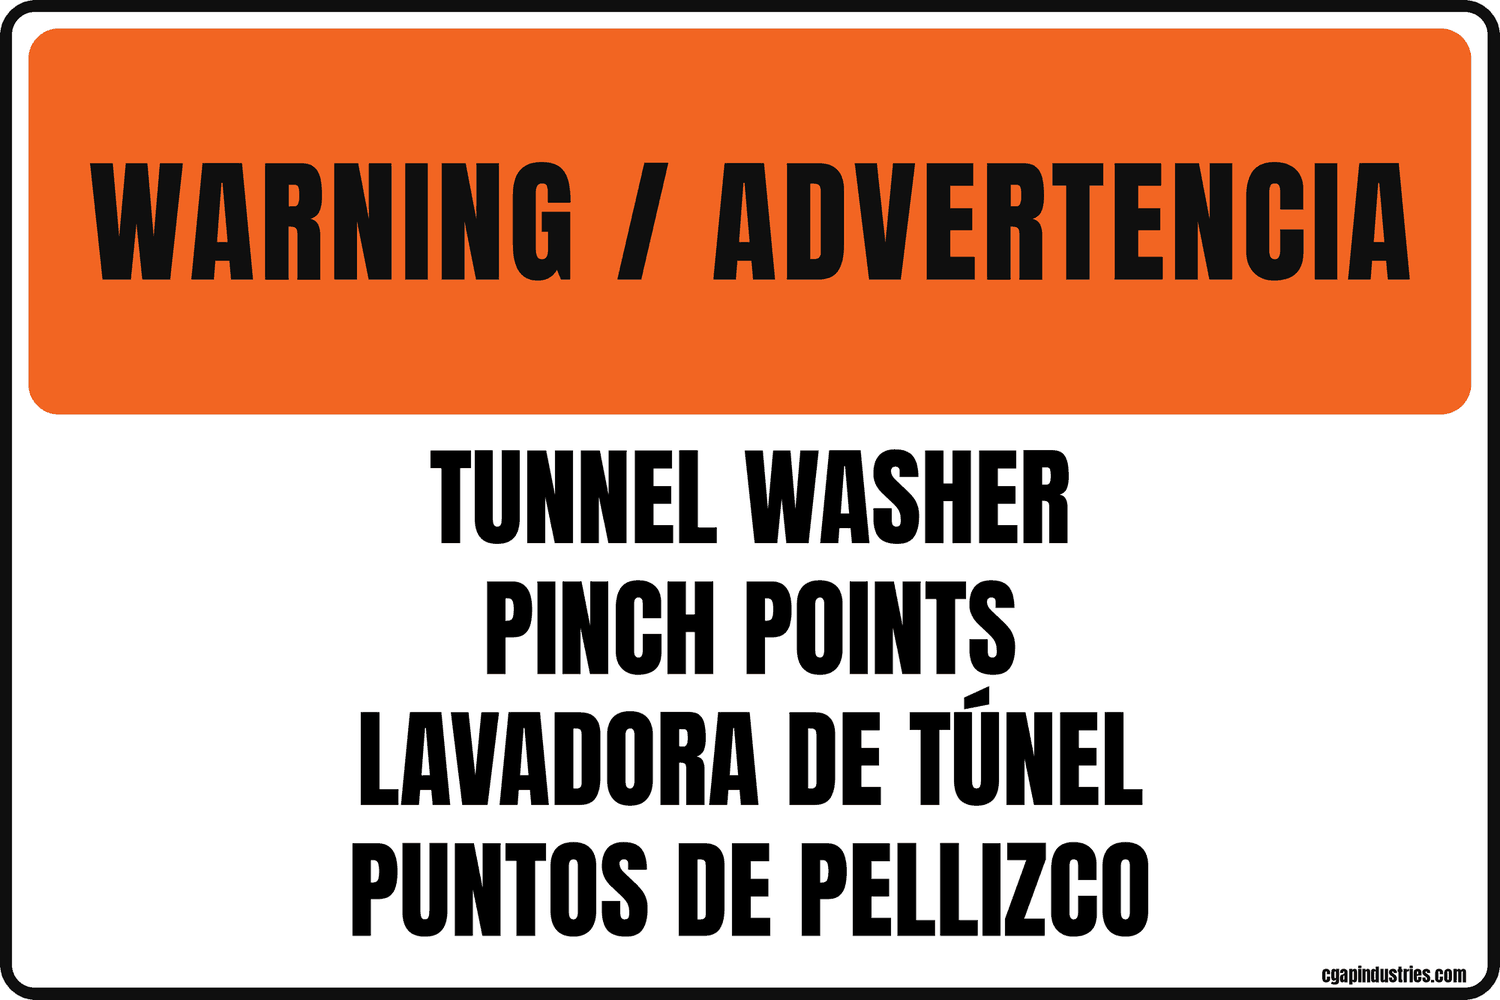 WARNING / ADVERTENCIA
TUNNEL WASHER
PINCH POINTS
LAVADORA DE TÚNEL
PUNTOS DE PELLIZCO
cgapindustries.com